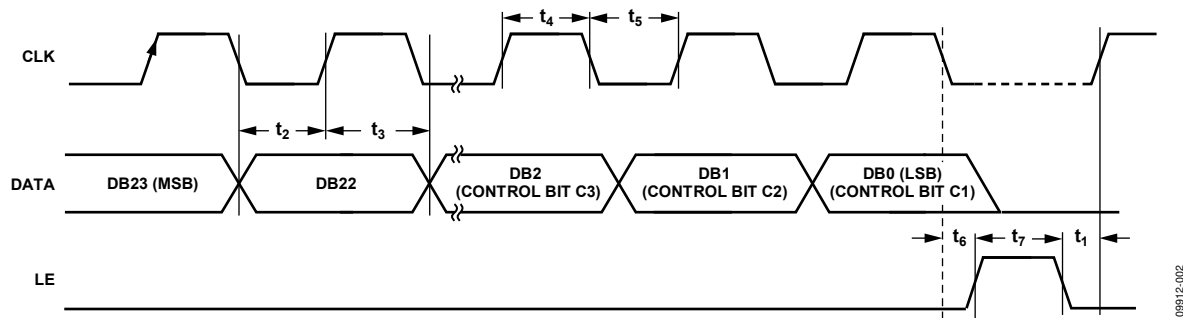 t4
t5
CLK
t2
t3
DATA
DB23 (MSB)
DB22
DB2
(CONTROL BIT C3)
DB1
(CONTROL BIT C2)
DB0 (LSB)
(CONTROL BIT C1)
t6
t7
t1
LE
09912-002